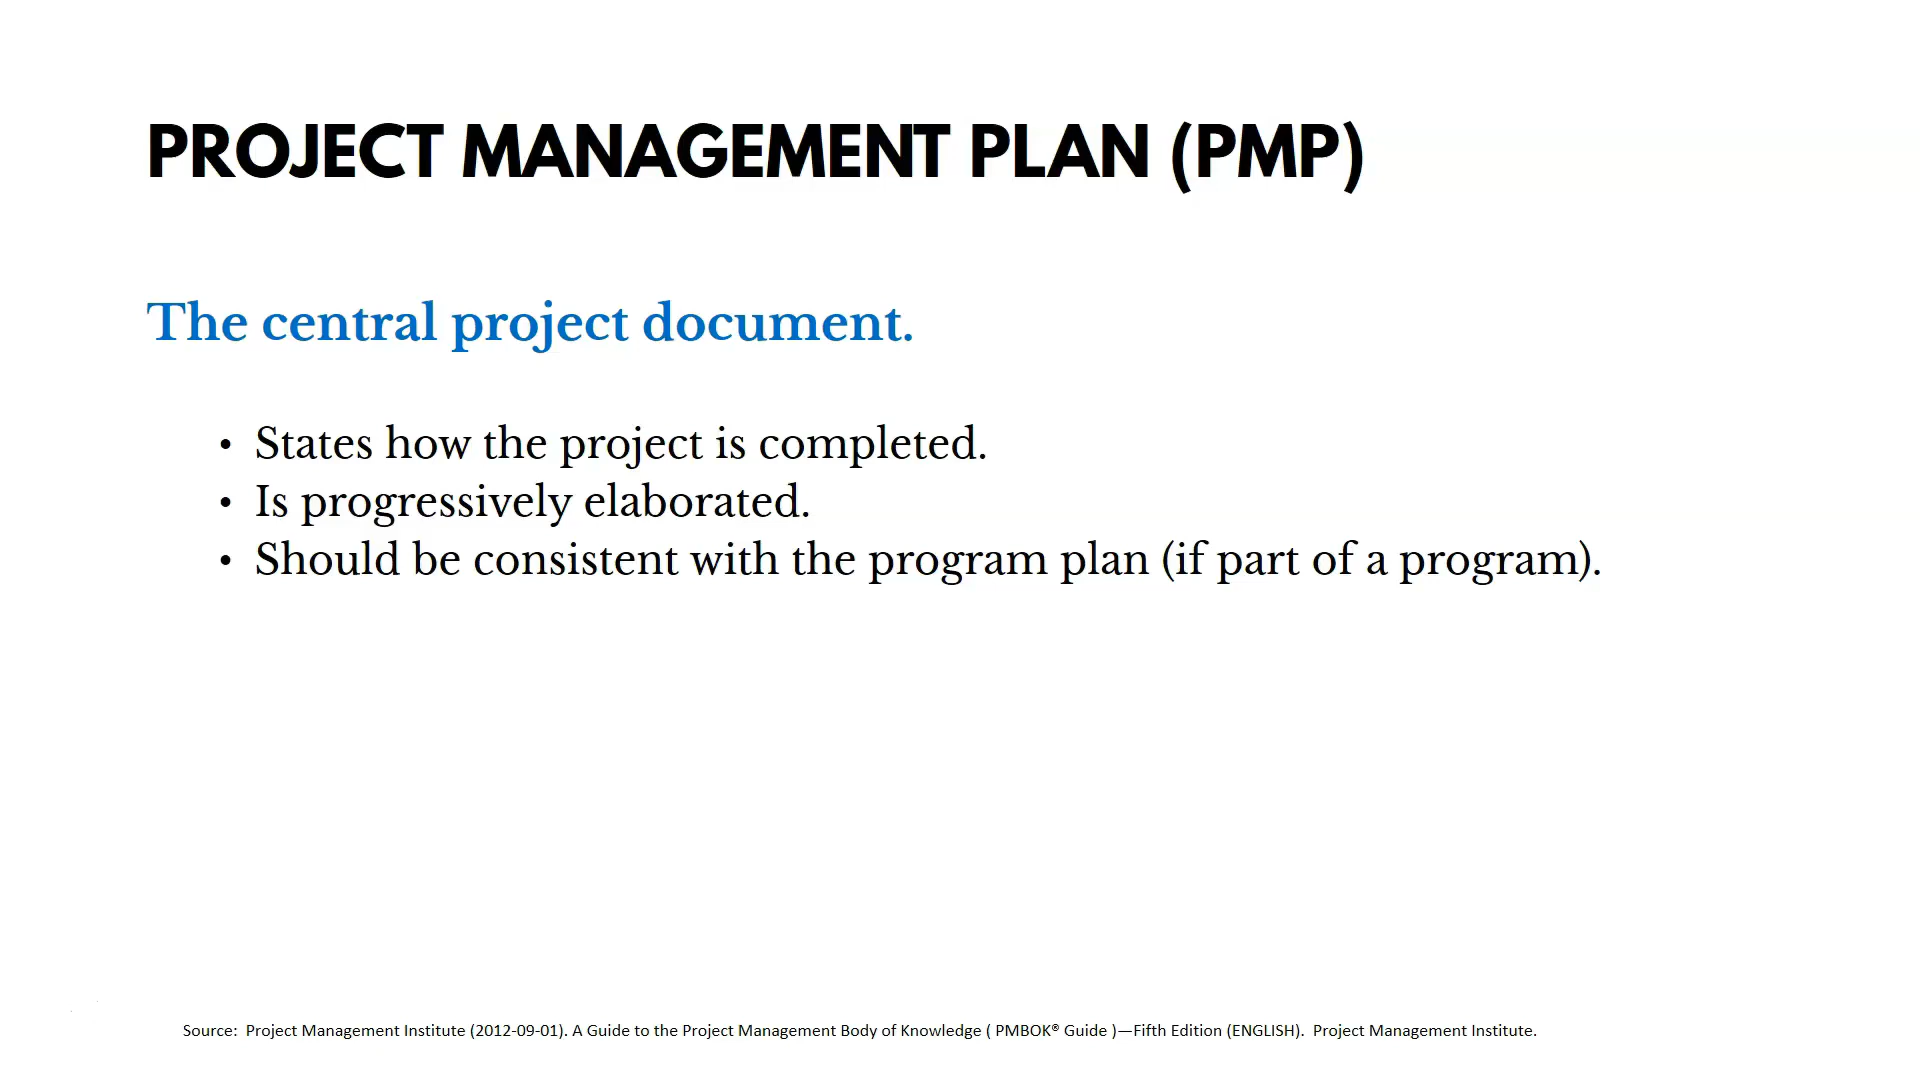 PROJECT MANAGEMENT PLAN (PMP)
The central project document.
• States how the project is completed.
• Is progressively elaborated.
• Should be consistent with the program plan (if part of a program).
Source:  Project Management Institute (2012-09-01). A Guide to the Project Management Body of Knowledge ( PMBOK® Guide )—Fifth Edition (ENGLISH).  Project Management Institute.